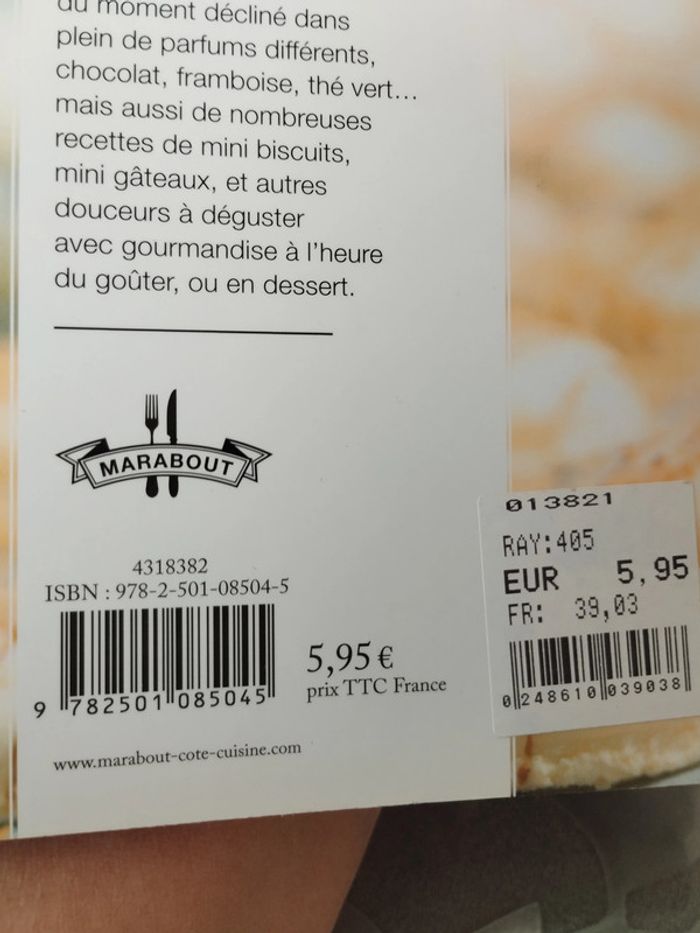 du moment décliné dans
plein de parfums différents,
chocolat, framboise, thé vert...
mais aussi de nombreuses
recettes de mini biscuits,
mini gâteaux, et autres
douceurs à déguster
avec gourmandise à l'heure
du goûter, ou en dessert.
MARABOUT
4318382
ISBN : 978-2-501-08504-5
9 782501 085045
5,95 €
prix TTC France
www.marabout-cote-cuisine.com
013821
RAY:405
EUR 5,95
FR: 39,03
0 248610 039038